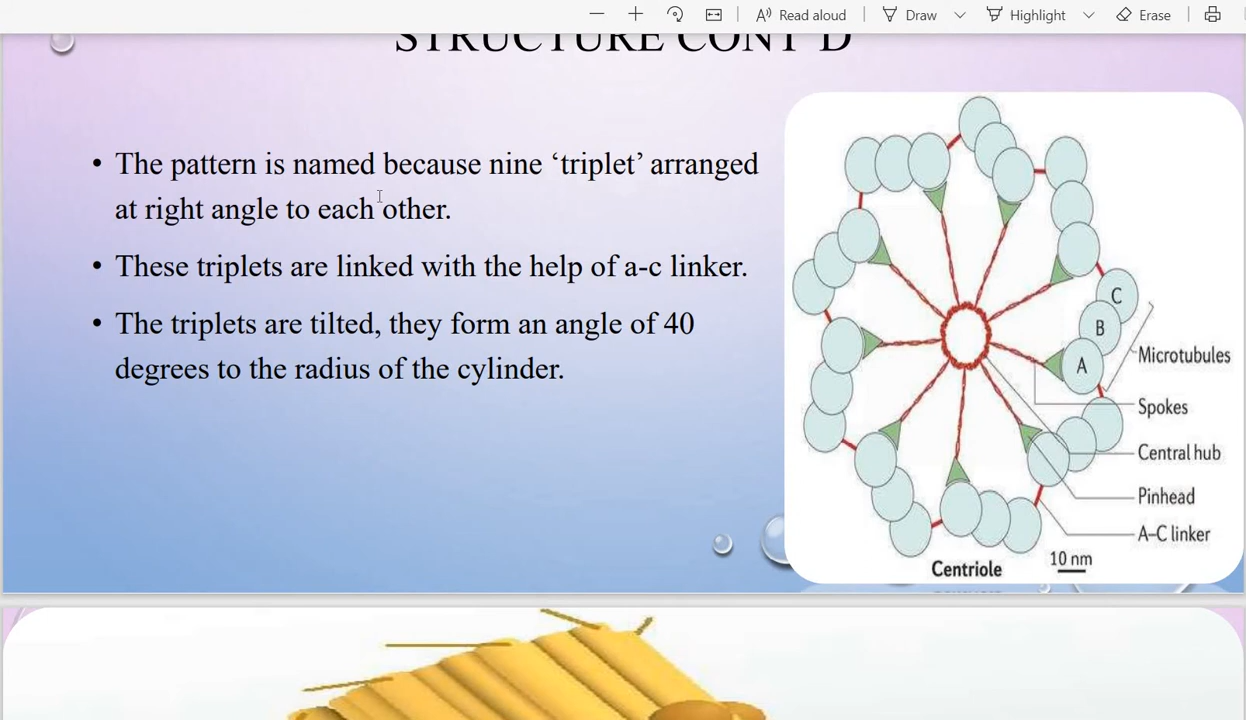 Read aloud
Draw
Highlight
Erase
STRUCTURE CONT'D
• The pattern is named because nine ‘triplet’ arranged
at right angle to each other.
• These triplets are linked with the help of a-c linker.
• The triplets are tilted, they form an angle of 40
degrees to the radius of the cylinder.
C
B
A
Microtubules
Spokes
Central hub
Pinhead
A–C linker
10 nm
Centriole